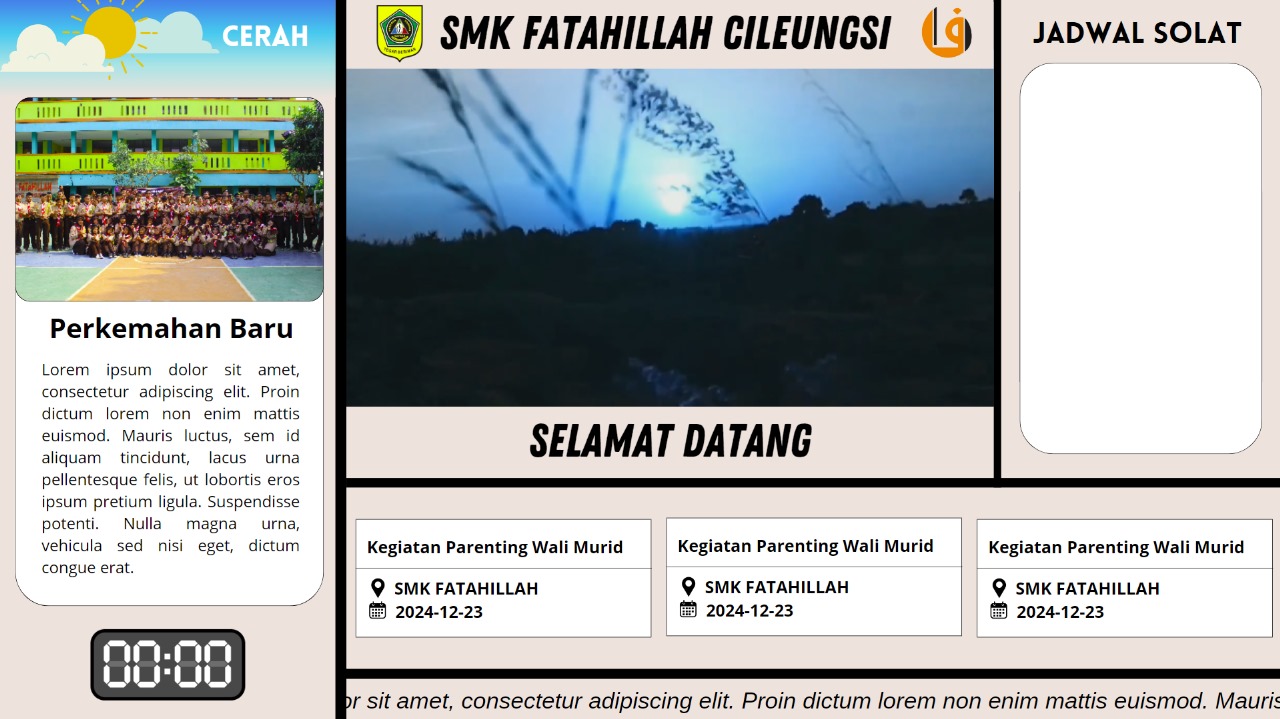 CERAH
Perkemahan Baru
Lorem ipsum dolor sit amet,
consectetur adipiscing elit. Proin
dictum lorem non enim mattis
euismod. Mauris luctus, sem id
aliquam tincidunt, lacus urna
pellentesque felis, ut lobortis eros
ipsum pretium ligula. Suspendisse
potenti. Nulla magna urna,
vehicula sed nisi eget, dictum
congue erat.
00:00
SMK FATAHILLAH CILEUNGSI
SELAMAT DATANG
JADWAL SOLAT
Kegiatan Parenting Wali Murid
SMK FATAHILLAH
2024-12-23
Kegiatan Parenting Wali Murid
SMK FATAHILLAH
2024-12-23
Kegiatan Parenting Wali Murid
SMK FATAHILLAH
2024-12-23
or sit amet, consectetur adipiscing elit. Proin dictum lorem non enim mattis euismod. Mauris